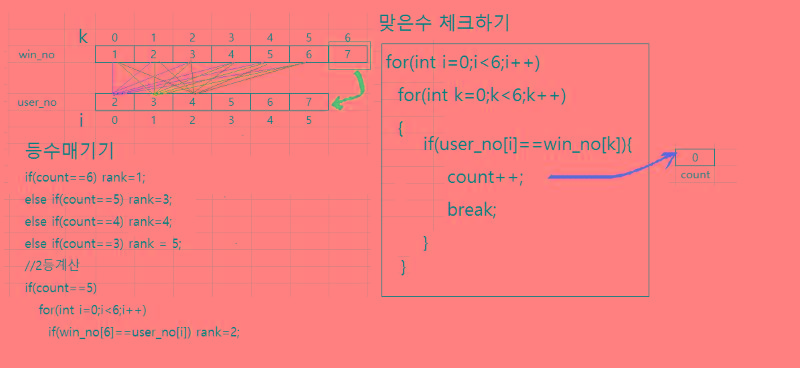 k 0 1 2 3 4 5 6
win_no 1 2 3 4 5 6 7
user_no 2 3 4 5 6 7
i 0 1 2 3 4 5
등수매기기
if(count==6) rank=1;
else if(count==5) rank=3;
else if(count==4) rank=4;
else if(count==3) rank = 5;
//2등계산
if(count==5)
for(int i=0;i<6;i++)
if(win_no[6]==user_no[i]) rank=2;
맞은수 체크하기
for(int i=0;i<6;i++)
for(int k=0;k<6;k++)
{
if(user_no[i]==win_no[k]){
count++;
break;
}
}
0
count